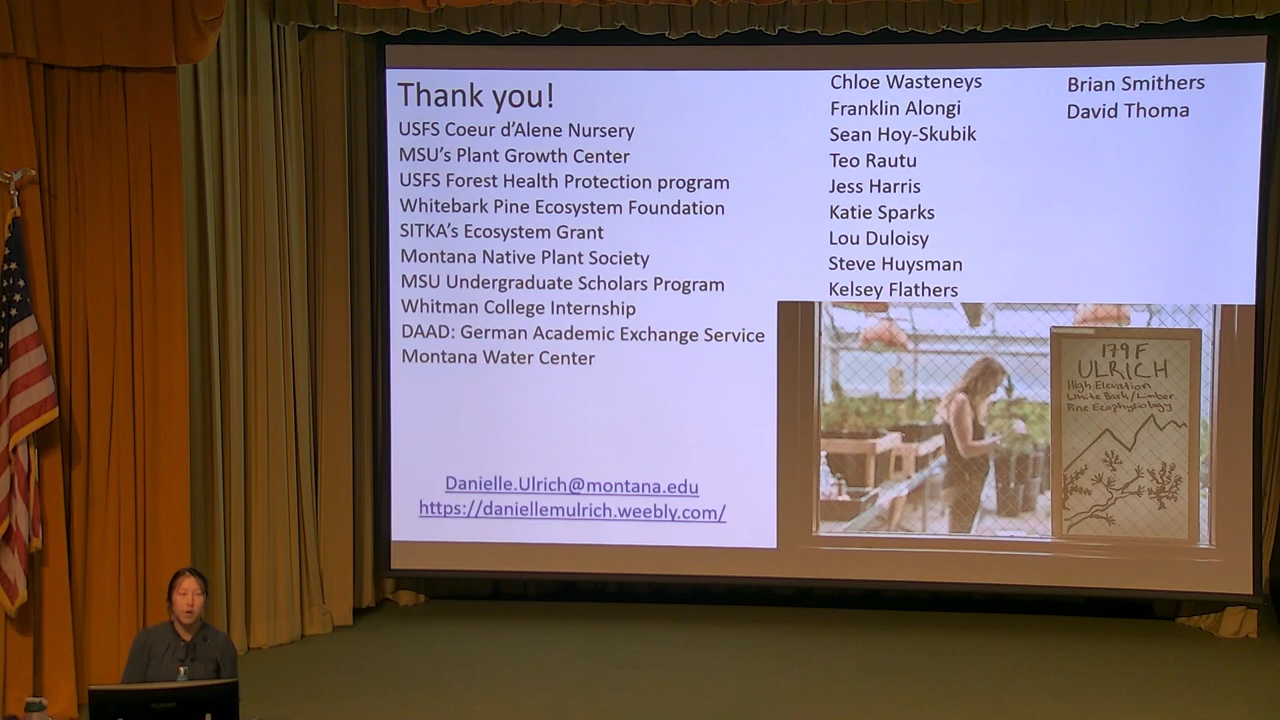 Thank you!
USFS Coeur d'Alene Nursery
MSU's Plant Growth Center
USFS Forest Health Protection program
Whitebark Pine Ecosystem Foundation
SITKA's Ecosystem Grant
Montana Native Plant Society
MSU Undergraduate Scholars Program
Whitman College Internship
DAAD: German Academic Exchange Service
Montana Water Center
Danielle.Ulrich@montana.edu
https://daniellemulrich.weebly.com/
Chloe Wasteneys
Franklin Alongi
Sean Hoy-Skubik
Teo Rautu
Jess Harris
Katie Sparks
Lou Duloisy
Steve Huysman
Kelsey Flathers
Brian Smithers
David Thoma
179F
ULRICH
High Elevation
White Bark/Limber
Pine Ecophysiology